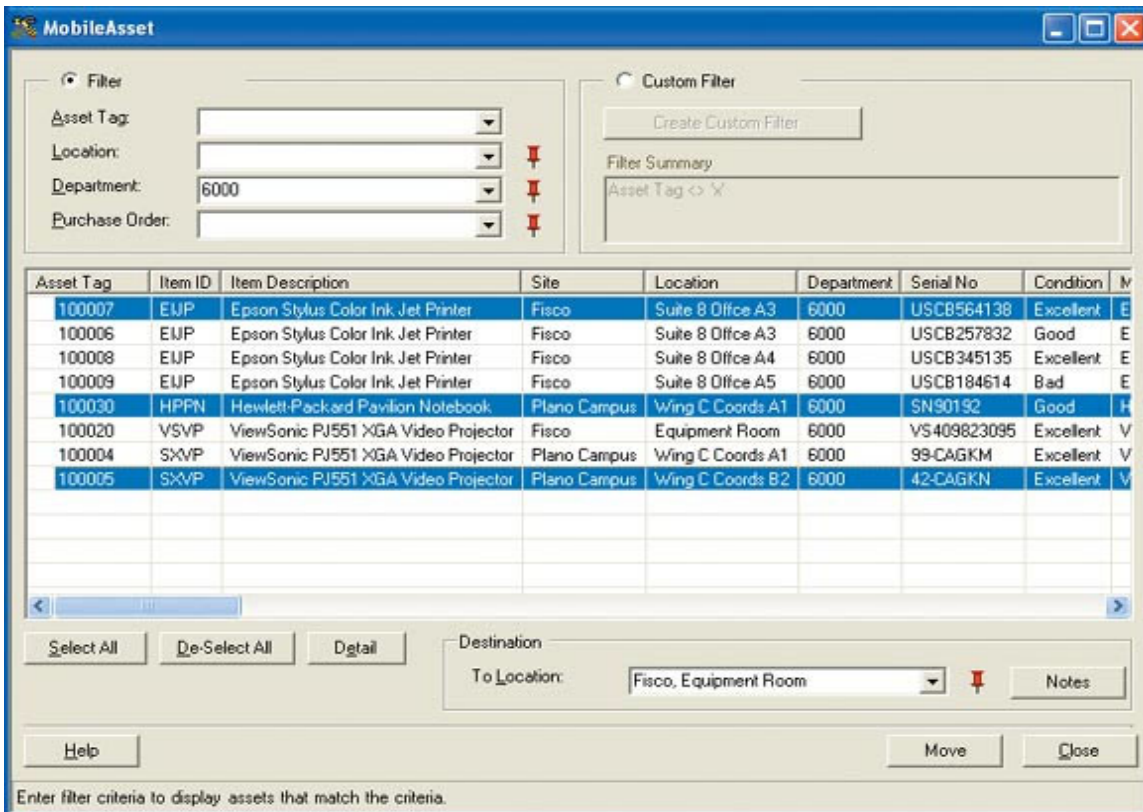 MobileAsset
Filter
Custom Filter
Asset Tag:
Create Custom Filter
Location:
Filter Summary
Department: 6000
Asset Tag <> 'x'
Purchase Order:
Asset Tag Item ID Item Description Site Location Department Serial No Condition M
100007 EIJP Epson Stylus Color Ink Jet Printer Fisco Suite 8 Offce A3 6000 USCB564138 Excellent E
100006 EIJP Epson Stylus Color Ink Jet Printer Fisco Suite 8 Offce A3 6000 USCB257832 Good E
100008 EIJP Epson Stylus Color Ink Jet Printer Fisco Suite 8 Offce A4 6000 USCB345135 Excellent E
100009 EIJP Epson Stylus Color Ink Jet Printer Fisco Suite 8 Offce A5 6000 USCB184614 Bad E
100030 HPPN Hewlett-Packard Pavilion Notebook Plano Campus Wing C Coords A1 6000 SN90192 Good H
100020 VSVP ViewSonic PJ551 XGA Video Projector Fisco Equipment Room 6000 VS409823095 Excellent V
100004 SXVP ViewSonic PJ551 XGA Video Projector Plano Campus Wing C Coords A1 6000 99-CAGKM Excellent V
100005 SXVP ViewSonic PJ551 XGA Video Projector Plano Campus Wing C Coords B2 6000 42-CAGKN Excellent V
Select All De-Select All Detail
Destination
To Location: Fisco, Equipment Room Notes
Help Move Close
Enter filter criteria to display assets that match the criteria.